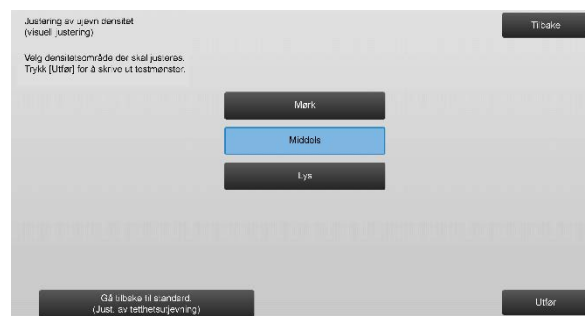 Justering av ujevn densitet
(visuell justering)
Tilbake
Velg densitetsområde der skal justeres.
Trykk [Utfør] for å skrive ut testmønster.
Mørk
Middels
Lys
Gå tilbake til standard.
(Just. av tetthetsutjevning)
Utfør